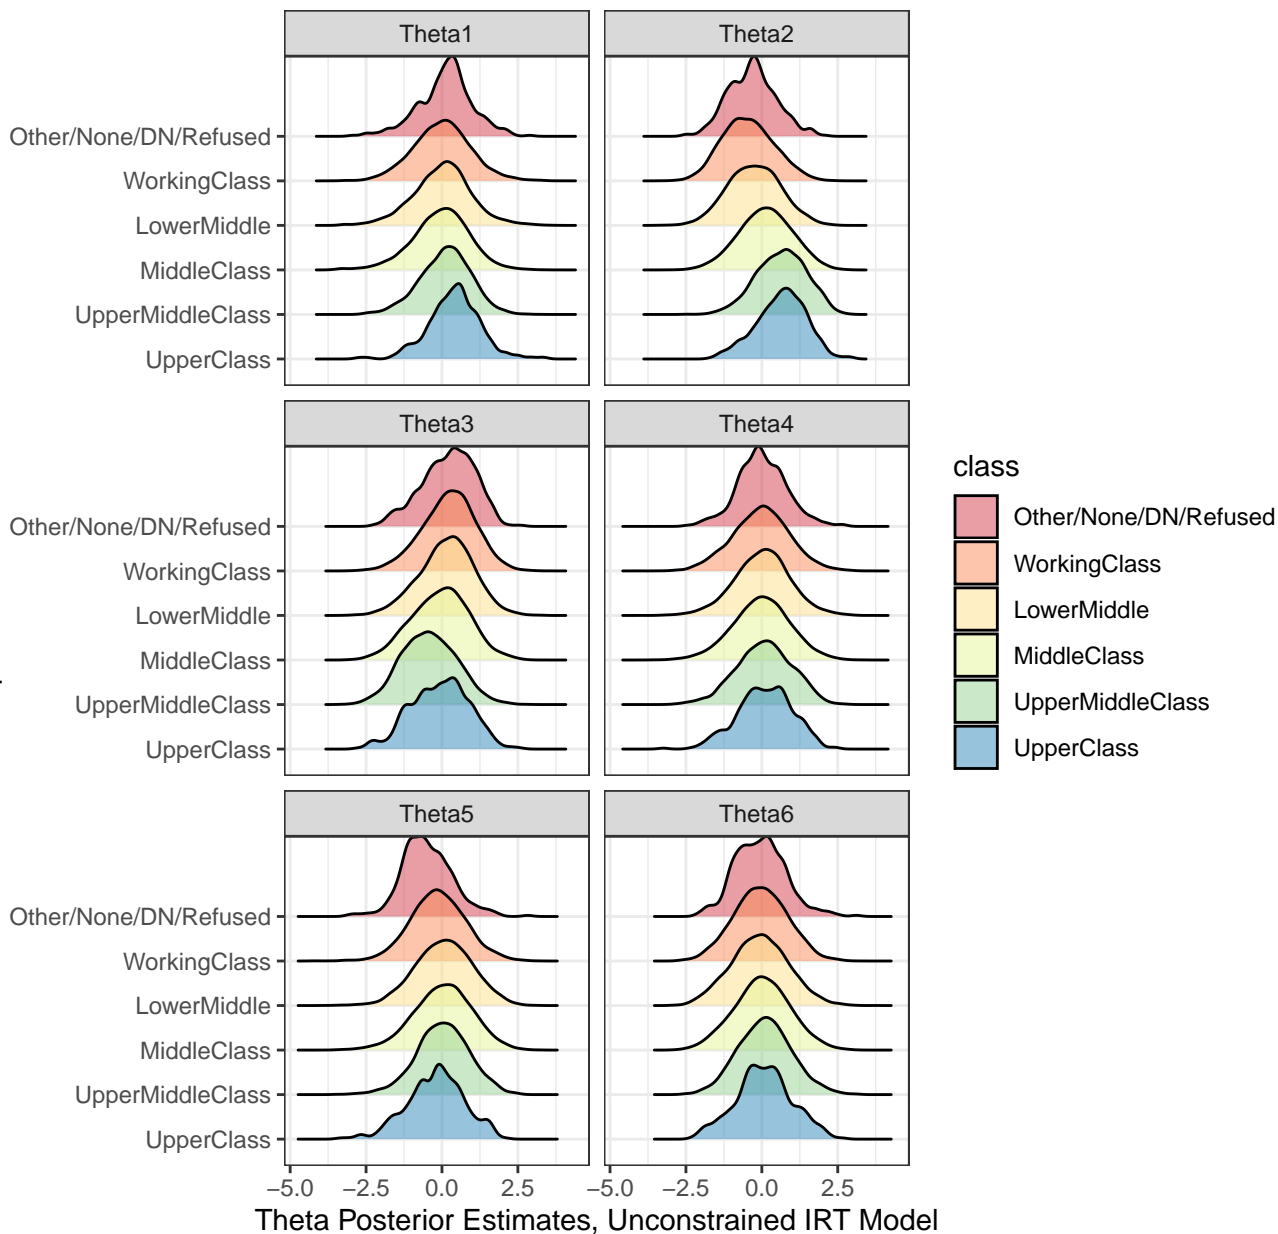 Theta1
Theta2
Other/None/DN/Refused
WorkingClass
LowerMiddle
MiddleClass
UpperMiddleClass
UpperClass
Theta3
Theta4
Other/None/DN/Refused
WorkingClass
LowerMiddle
MiddleClass
UpperMiddleClass
UpperClass
Theta5
Theta6
Other/None/DN/Refused
WorkingClass
LowerMiddle
MiddleClass
UpperMiddleClass
UpperClass
−5.0 −2.5 0.0 2.5 −5.0 −2.5 0.0 2.5
Theta Posterior Estimates, Unconstrained IRT Model
class
Other/None/DN/Refused
WorkingClass
LowerMiddle
MiddleClass
UpperMiddleClass
UpperClass